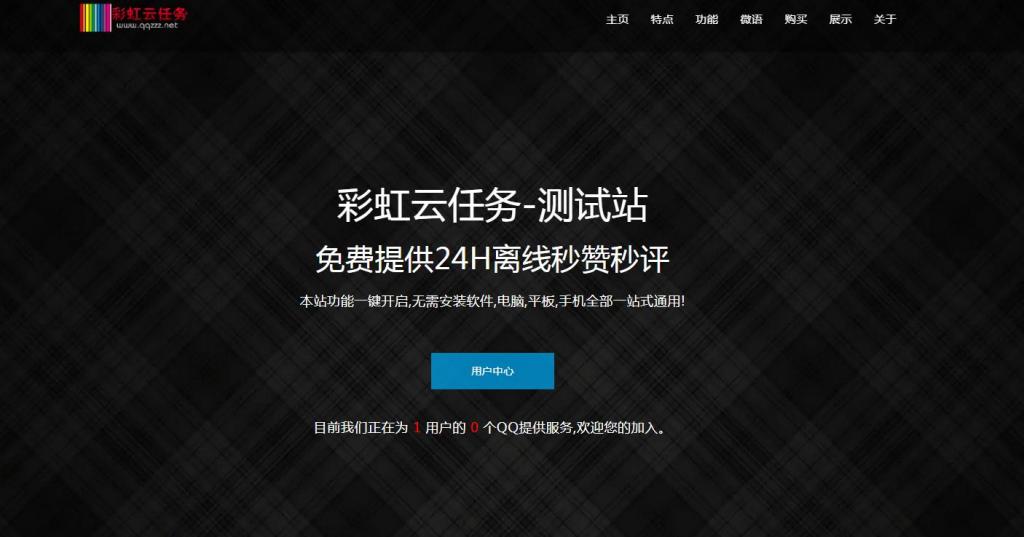 彩虹云任务
www.qqzzz.net
主页 特点 功能 微语 购买 展示 关于
彩虹云任务-测试站
免费提供24H离线秒赞秒评
本站功能一键开启,无需安装软件,电脑,平板,手机全部一站式通用!
用户中心
目前我们正在为 1 用户的 0 个QQ提供服务,欢迎您的加入。